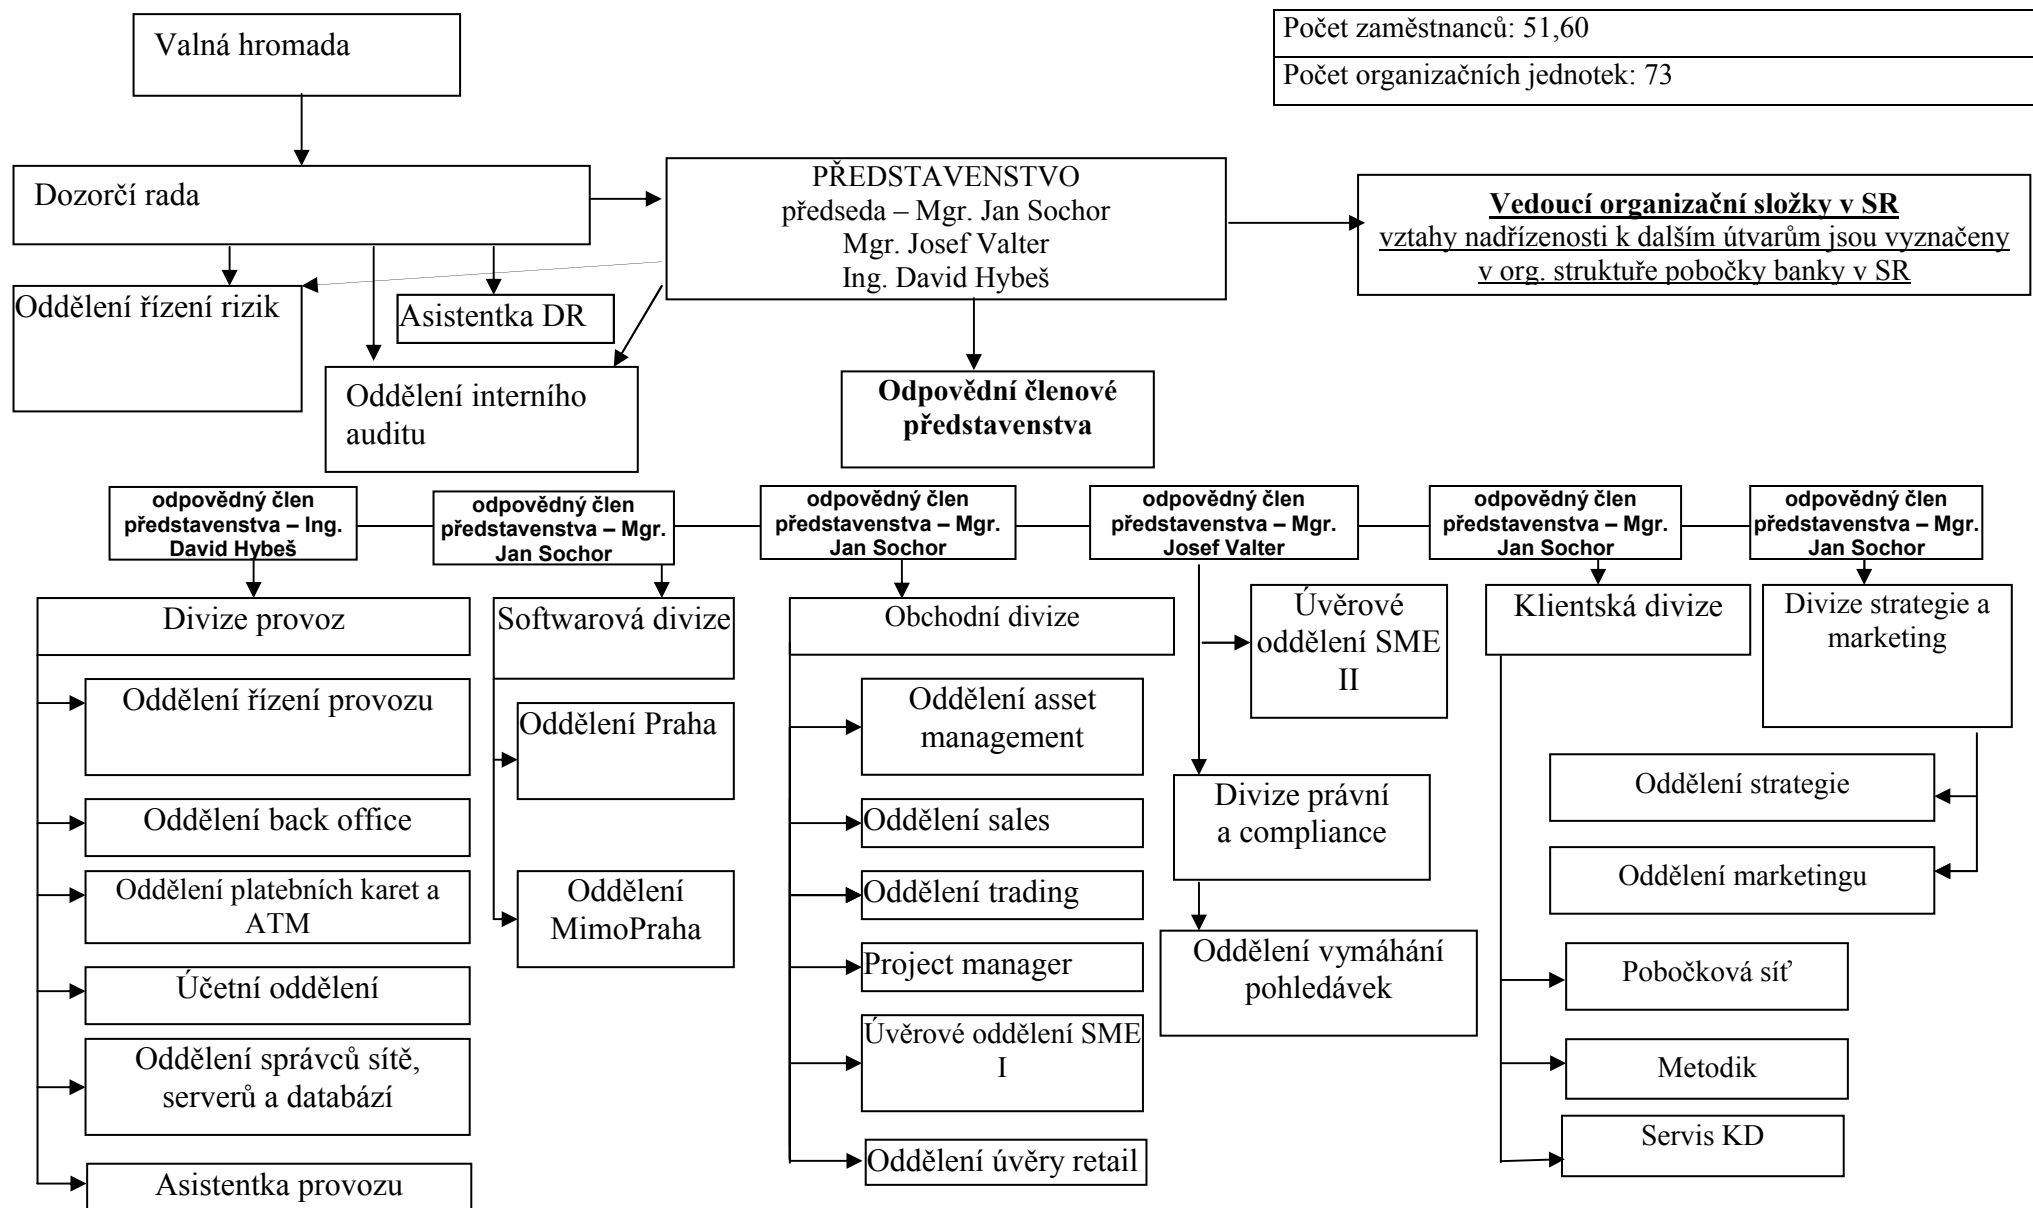 Valná hromada
Počet zaměstnanců: 51,60
Počet organizačních jednotek: 73
Dozorčí rada
PŘEDSTAVENSTVO
předseda – Mgr. Jan Sochor
Mgr. Josef Valter
Ing. David Hybeš
Vedoucí organizační složky v SR
vztahy nadřízenosti k dalším útvarům jsou vyznačeny
v org. struktuře pobočky banky v SR
Oddělení řízení rizik
Asistentka DR
Oddělení interního
auditu
Odpovědní členové
představenstva
odpovědný člen
představenstva – Ing.
David Hybeš
odpovědný člen
představenstva – Mgr.
Jan Sochor
odpovědný člen
představenstva – Mgr.
Jan Sochor
odpovědný člen
představenstva – Mgr.
Josef Valter
odpovědný člen
představenstva – Mgr.
Jan Sochor
odpovědný člen
představenstva – Mgr.
Jan Sochor
Divize provoz
Oddělení řízení provozu
Oddělení back office
Oddělení platebních karet a
ATM
Účetní oddělení
Oddělení správců sítě,
serverů a databází
Asistentka provozu
Softwarová divize
Oddělení Praha
Oddělení
MimoPraha
Obchodní divize
Oddělení asset
management
Oddělení sales
Oddělení trading
Project manager
Úvěrové oddělení SME
I
Oddělení úvěry retail
Úvěrové
oddělení SME
II
Divize právní
a compliance
Oddělení vymáhání
pohledávek
Klientská divize
Divize strategie a
marketing
Oddělení strategie
Oddělení marketingu
Pobočková síť
Metodik
Servis KD